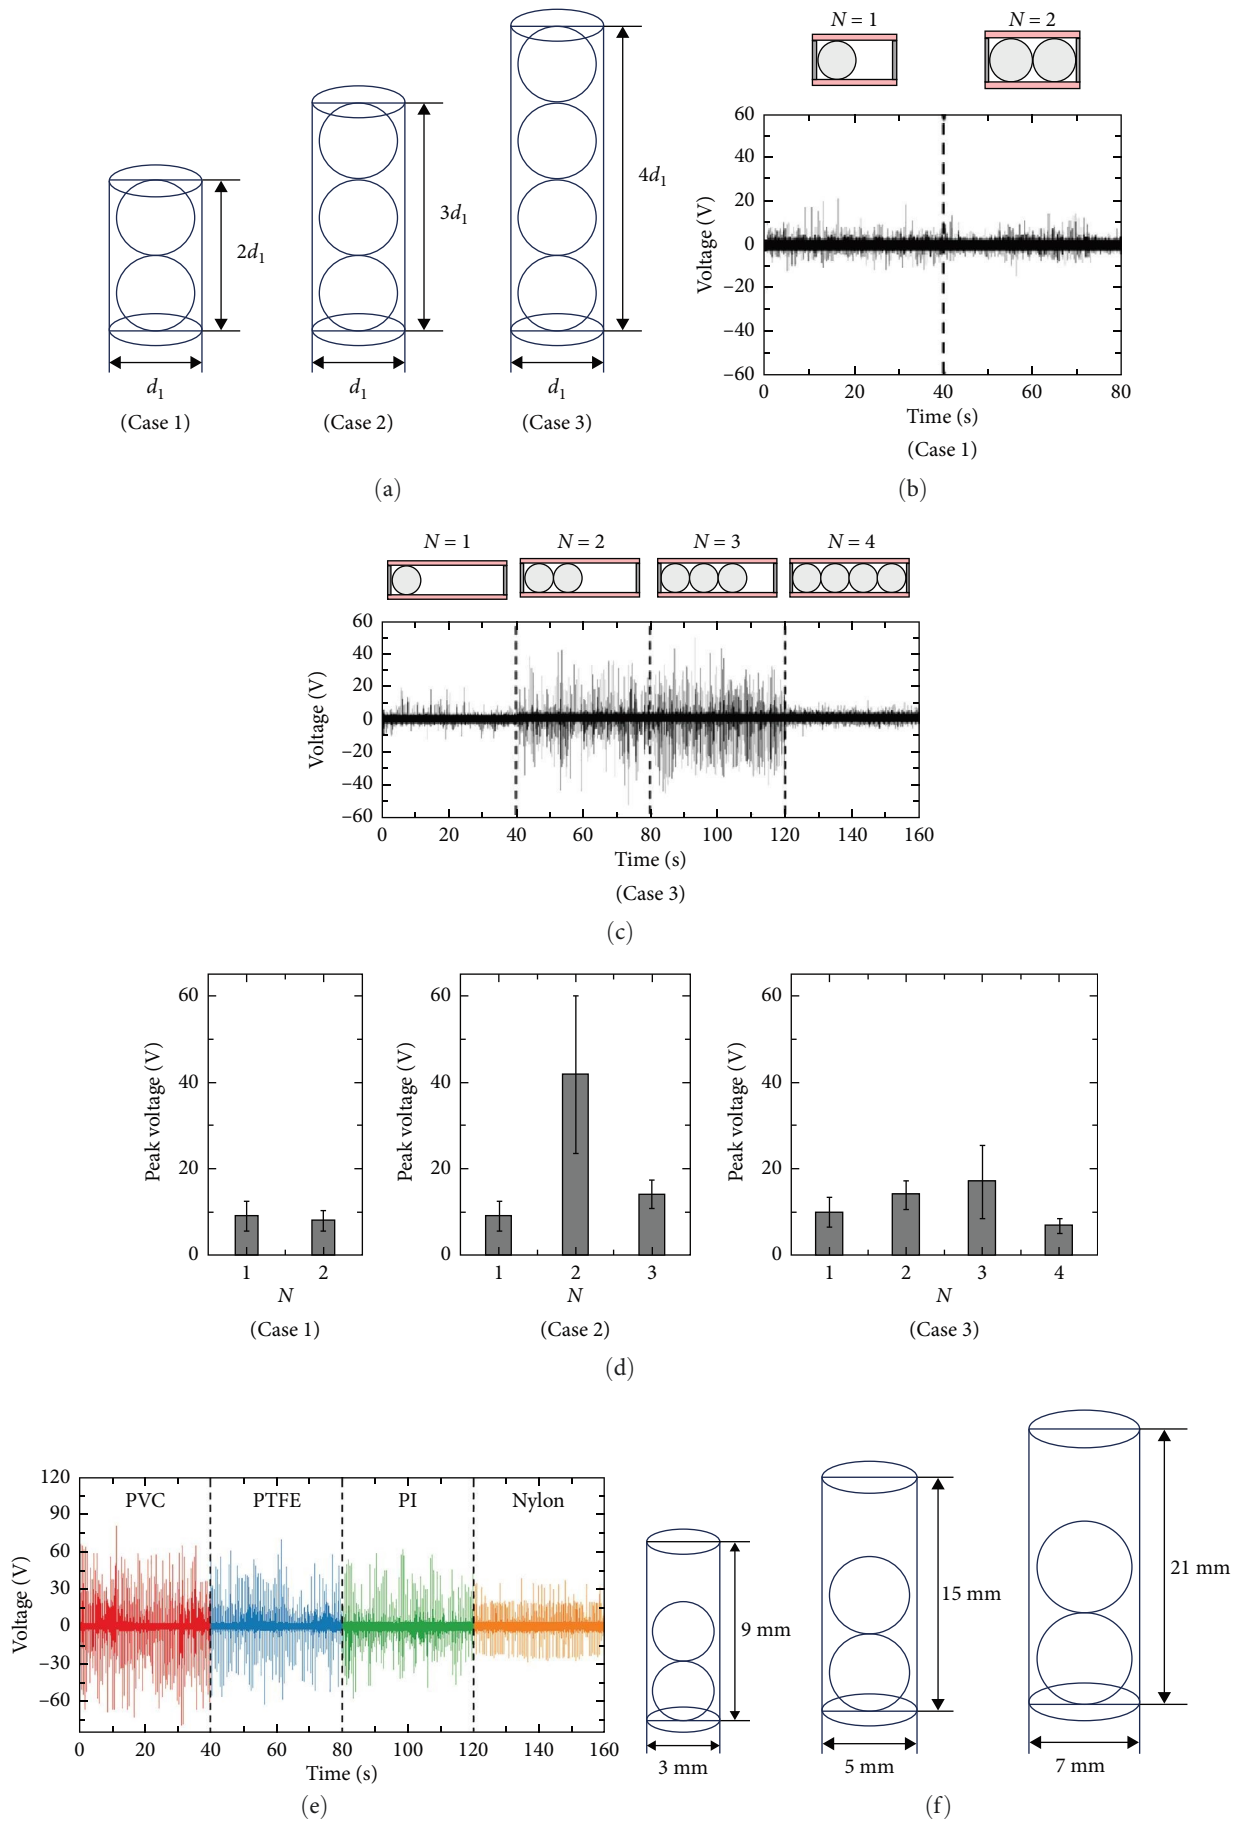 2d₁
3d₁
4d₁
d₁
d₁
d₁
(Case 1)
(Case 2)
(Case 3)
(a)
N = 1
N = 2
60
40
20
0
−20
−40
−60
Voltage (V)
0
20
40
60
80
Time (s)
(Case 1)
(b)
N = 1
N = 2
N = 3
N = 4
60
40
20
0
−20
−40
−60
Voltage (V)
0
20
40
60
80
100
120
140
160
Time (s)
(Case 3)
(c)
60
40
20
0
Peak voltage (V)
1
2
N
(Case 1)
60
40
20
0
Peak voltage (V)
1
2
3
N
(Case 2)
60
40
20
0
Peak voltage (V)
1
2
3
4
N
(Case 3)
(d)
120
90
60
30
0
−30
−60
Voltage (V)
PVC
PTFE
PI
Nylon
0
20
40
60
80
100
120
140
160
Time (s)
(e)
9 mm
3 mm
15 mm
5 mm
21 mm
7 mm
(f)